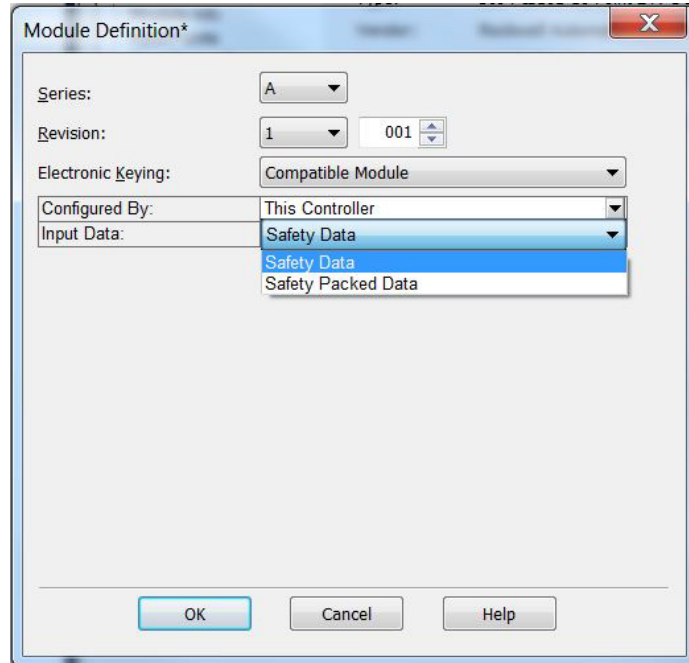 Module Definition*
Series: A
Revision: 1 001
Electronic Keying: Compatible Module
Configured By: This Controller
Input Data: Safety Data
Safety Data
Safety Packed Data
OK Cancel Help